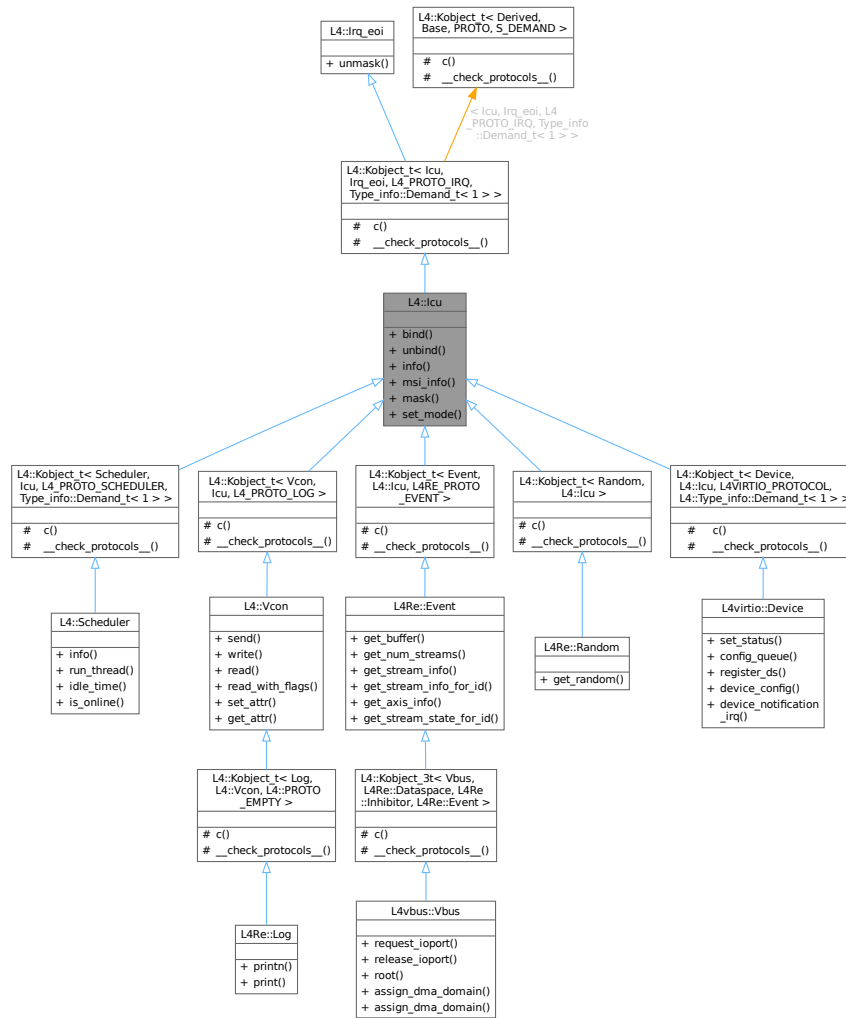 L4::Irq_eoi
+ unmask()
L4::Kobject_t< Derived,
Base, PROTO, S_DEMAND >
# c()
# __check_protocols__()
< Icu, Irq_eoi, L4
_PROTO_IRQ, Type_info
::Demand_t< 1 > >
L4::Kobject_t< Icu,
Irq_eoi, L4_PROTO_IRQ,
Type_info::Demand_t< 1 > >
# c()
# __check_protocols__()
L4::Icu
+ bind()
+ unbind()
+ info()
+ msi_info()
+ mask()
+ set_mode()
L4::Kobject_t< Scheduler,
Icu, L4_PROTO_SCHEDULER,
Type_info::Demand_t< 1 > >
# c()
# __check_protocols__()
L4::Kobject_t< Vcon,
Icu, L4_PROTO_LOG >
# c()
# __check_protocols__()
L4::Kobject_t< Event,
L4::Icu, L4RE_PROTO
_EVENT >
# c()
# __check_protocols__()
L4::Kobject_t< Random,
L4::Icu >
# c()
# __check_protocols__()
L4::Kobject_t< Device,
L4::Icu, L4VIRTIO_PROTOCOL,
L4::Type_info::Demand_t< 1 > >
# c()
# __check_protocols__()
L4::Scheduler
+ info()
+ run_thread()
+ idle_time()
+ is_online()
L4::Vcon
+ send()
+ write()
+ read()
+ read_with_flags()
+ set_attr()
+ get_attr()
L4Re::Event
+ get_buffer()
+ get_num_streams()
+ get_stream_info()
+ get_stream_info_for_id()
+ get_axis_info()
+ get_stream_state_for_id()
L4Re::Random
+ get_random()
L4virtio::Device
+ set_status()
+ config_queue()
+ register_ds()
+ device_config()
+ device_notification
_irq()
L4::Kobject_t< Log,
L4::Vcon, L4::PROTO
_EMPTY >
# c()
# __check_protocols__()
L4::Kobject_3t< Vbus,
L4Re::Dataspace, L4Re
::Inhibitor, L4Re::Event >
# c()
# __check_protocols__()
L4Re::Log
+ printn()
+ print()
L4vbus::Vbus
+ request_ioport()
+ release_ioport()
+ root()
+ assign_dma_domain()
+ assign_dma_domain()